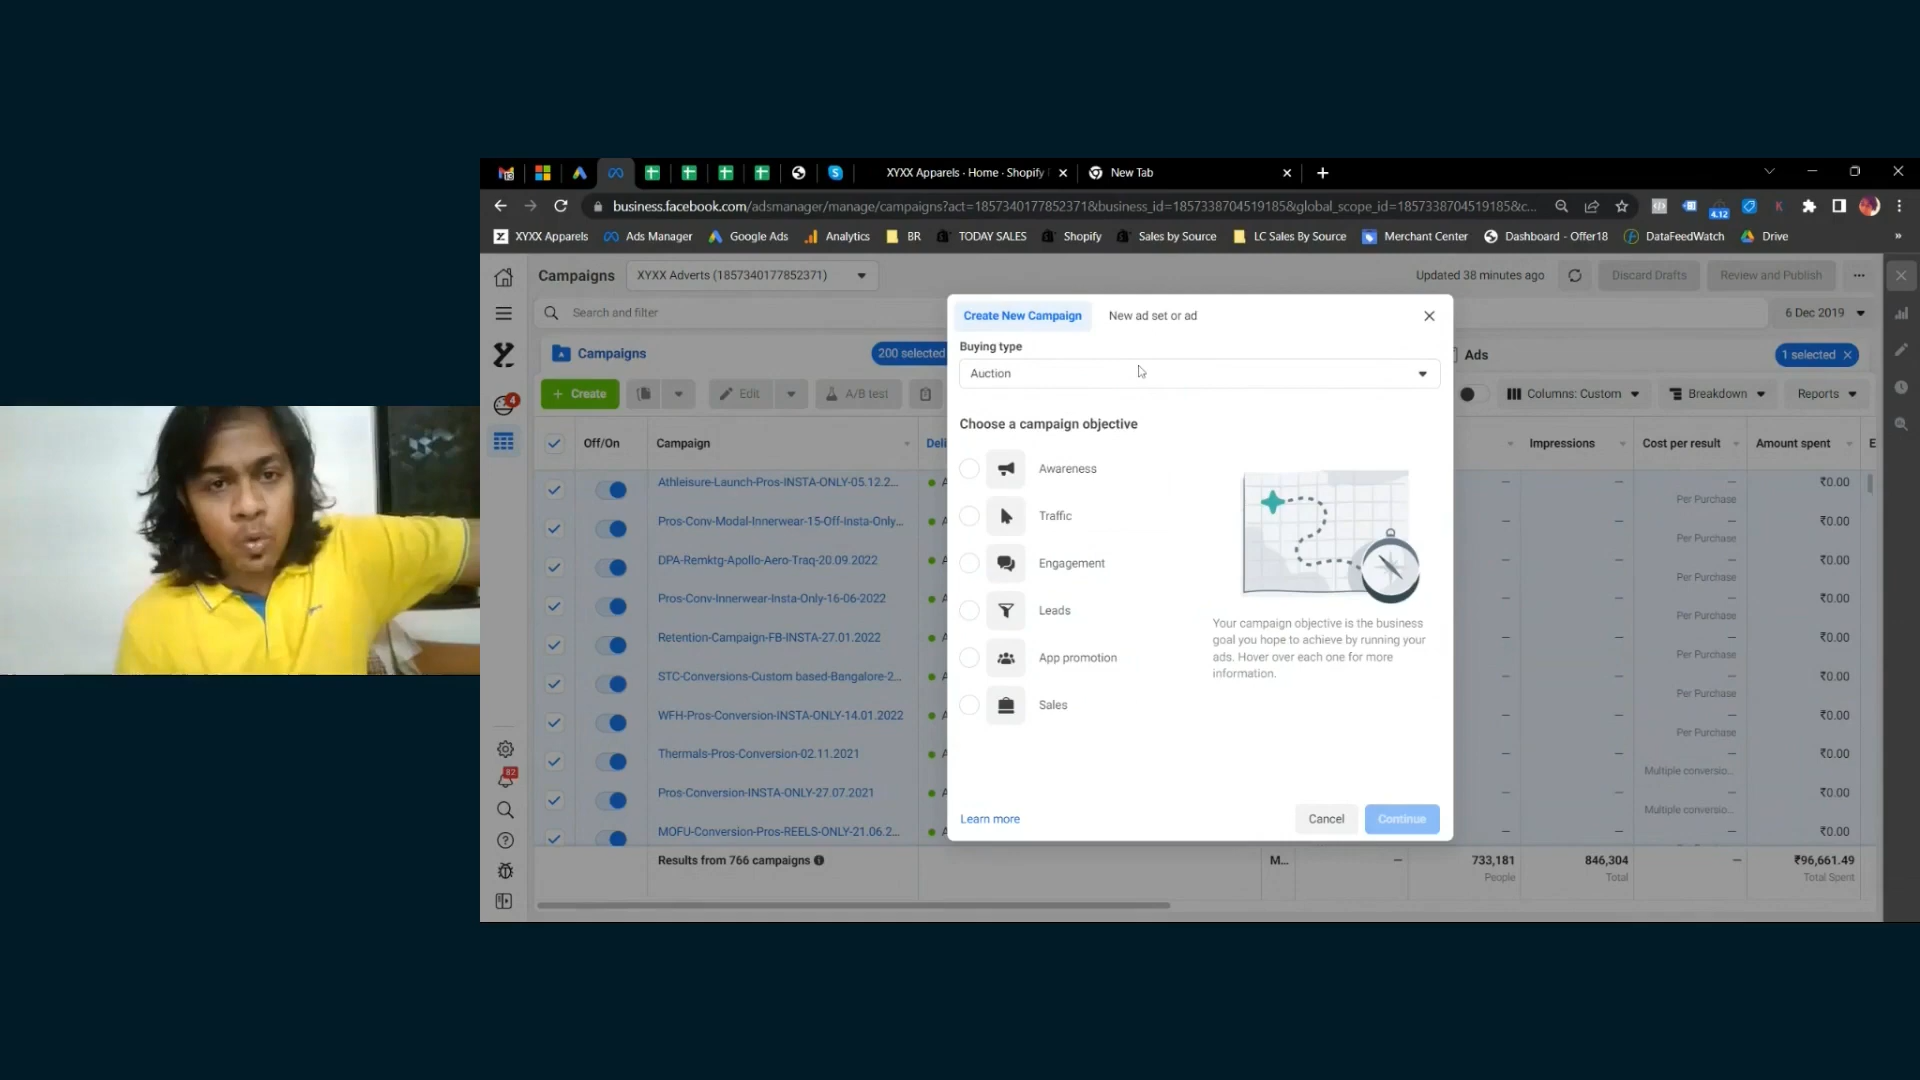 XYXX Apparels · Home · Shopify
New Tab
business.facebook.com/adsmanager/manage/campaigns?act=1857340177852371&business_id=1857338704519185&global_scope_id=1857338704519185&c...
4.12
XYXX Apparels
Ads Manager
Google Ads
Analytics
BR
TODAY SALES
Shopify
Sales by Source
LC Sales By Source
Merchant Center
Dashboard - Offer18
DataFeedWatch
Drive
»
Campaigns
XYXX Adverts (1857340177852371)
Updated 38 minutes ago
Discard Drafts
Review and Publish
Search and filter
6 Dec 2019
Campaigns
200 selected
Ads
1 selected
+ Create
Edit
A/B test
Columns: Custom
Breakdown
Reports
Off/On
Campaign
Deli
Impressions
Cost per result
Amount spent
E
Athleisure-Launch-Pros-INSTA-ONLY-05.12.2...
A
—
—
Per Purchase
₹0.00
Pros-Conv-Modal-Innerwear-15-Off-Insta-Only...
A
—
—
Per Purchase
₹0.00
DPA-Remktg-Apollo-Aero-Traq-20.09.2022
A
—
—
Per Purchase
₹0.00
Pros-Conv-Innerwear-Insta-Only-16-06-2022
A
—
—
Per Purchase
₹0.00
Retention-Campaign-FB-INSTA-27.01.2022
A
—
—
Per Purchase
₹0.00
STC-Conversions-Custom based-Bangalore-2...
A
—
—
Per Purchase
₹0.00
WFH-Pros-Conversion-INSTA-ONLY-14.01.2022
A
—
—
Per Purchase
₹0.00
Thermals-Pros-Conversion-02.11.2021
A
—
—
Multiple conversio...
₹0.00
Pros-Conversion-INSTA-ONLY-27.07.2021
A
—
—
Multiple conversio...
₹0.00
MOFU-Conversion-Pros-REELS-ONLY-21.06.2...
A
—
—
₹0.00
Results from 766 campaigns
M...
—
733,181
People
846,304
Total
—
₹96,661.49
Total Spent
4
82
Create New Campaign
New ad set or ad
Buying type
Auction
Choose a campaign objective
Awareness
Traffic
Engagement
Leads
App promotion
Sales
Your campaign objective is the business
goal you hope to achieve by running your
ads. Hover over each one for more
information.
Learn more
Cancel
Continue